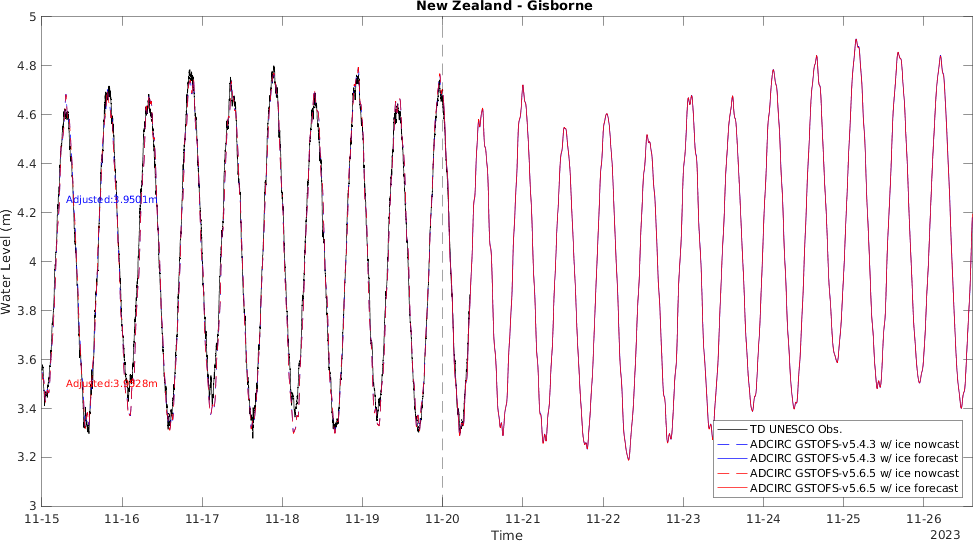 New Zealand - Gisborne
5
4.8
4.6
4.4
4.2
4
3.8
3.6
3.4
3.2
3
Water Level (m)
Adjusted:3.9501m
TD UNESCO Obs.
ADCIRC GSTOFS-v5.4.3 w/ ice nowcast
ADCIRC GSTOFS-v5.4.3 w/ ice forecast
ADCIRC GSTOFS-v5.6.5 w/ ice nowcast
ADCIRC GSTOFS-v5.6.5 w/ ice forecast
11-15 11-16 11-17 11-18 11-19 11-20 11-21 11-22 11-23 11-24 11-25 11-26
Time
2023